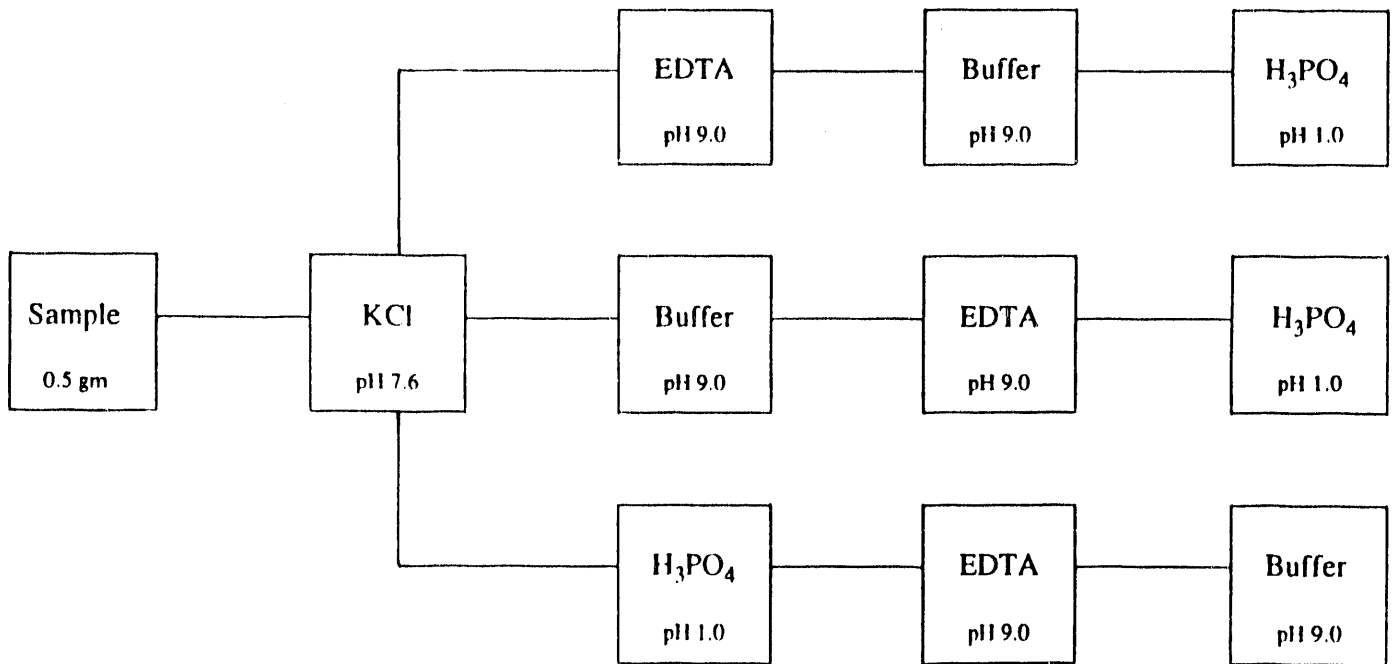 EDTA
pH 9.0
Buffer
pH 9.0
H₃PO₄
pH 1.0
Sample
0.5 gm
KCl
pH 7.6
Buffer
pH 9.0
EDTA
pH 9.0
H₃PO₄
pH 1.0
H₃PO₄
pH 1.0
EDTA
pH 9.0
Buffer
pH 9.0